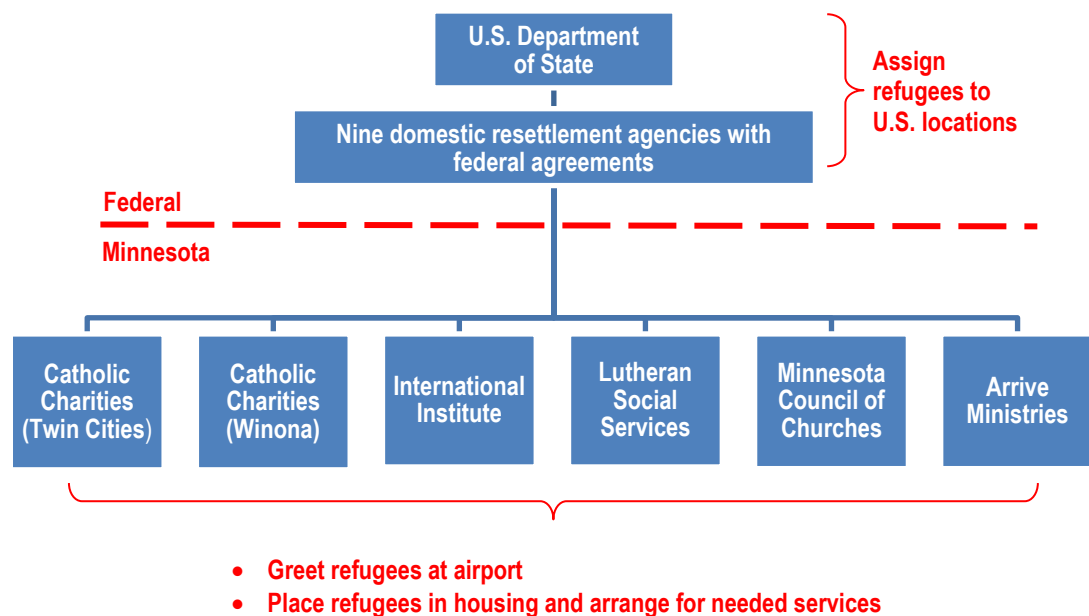 U.S. Department
of State
Assign
refugees to
U.S. locations
Nine domestic resettlement agencies with
federal agreements
Federal
Minnesota
Catholic
Charities
(Twin Cities)
Catholic
Charities
(Winona)
International
Institute
Lutheran
Social
Services
Minnesota
Council of
Churches
Arrive
Ministries
• Greet refugees at airport
• Place refugees in housing and arrange for needed services